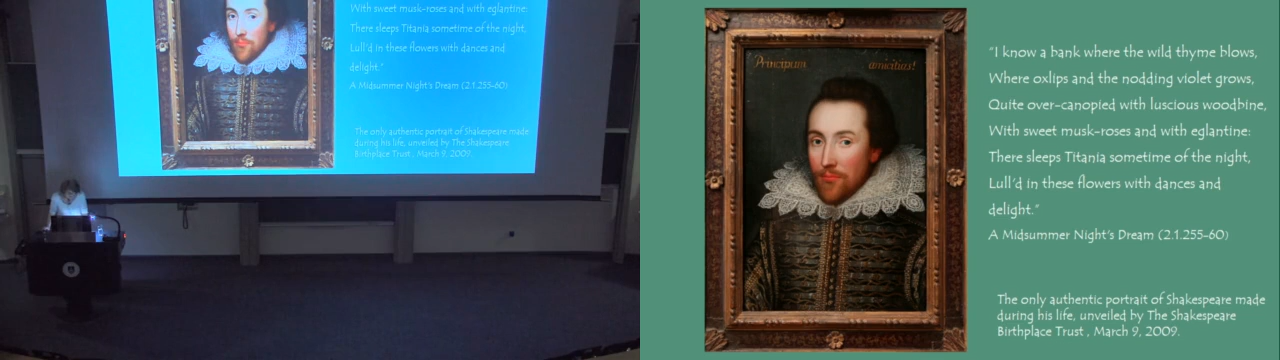 With sweet musk-roses and with eglantine:
There sleeps Titania sometime of the night,
Lull'd in these flowers with dances and
delight."
A Midsummer Night's Dream (2.1.255-60)
The only authentic portrait of Shakespeare made
during his life, unveiled by The Shakespeare
Birthplace Trust , March 9, 2009.
Principum amicitias!
"I know a bank where the wild thyme blows,
Where oxlips and the nodding violet grows,
Quite over-canopied with luscious woodbine,
With sweet musk-roses and with eglantine:
There sleeps Titania sometime of the night,
Lull'd in these flowers with dances and
delight."
A Midsummer Night's Dream (2.1.255-60)
The only authentic portrait of Shakespeare made
during his life, unveiled by The Shakespeare
Birthplace Trust , March 9, 2009.